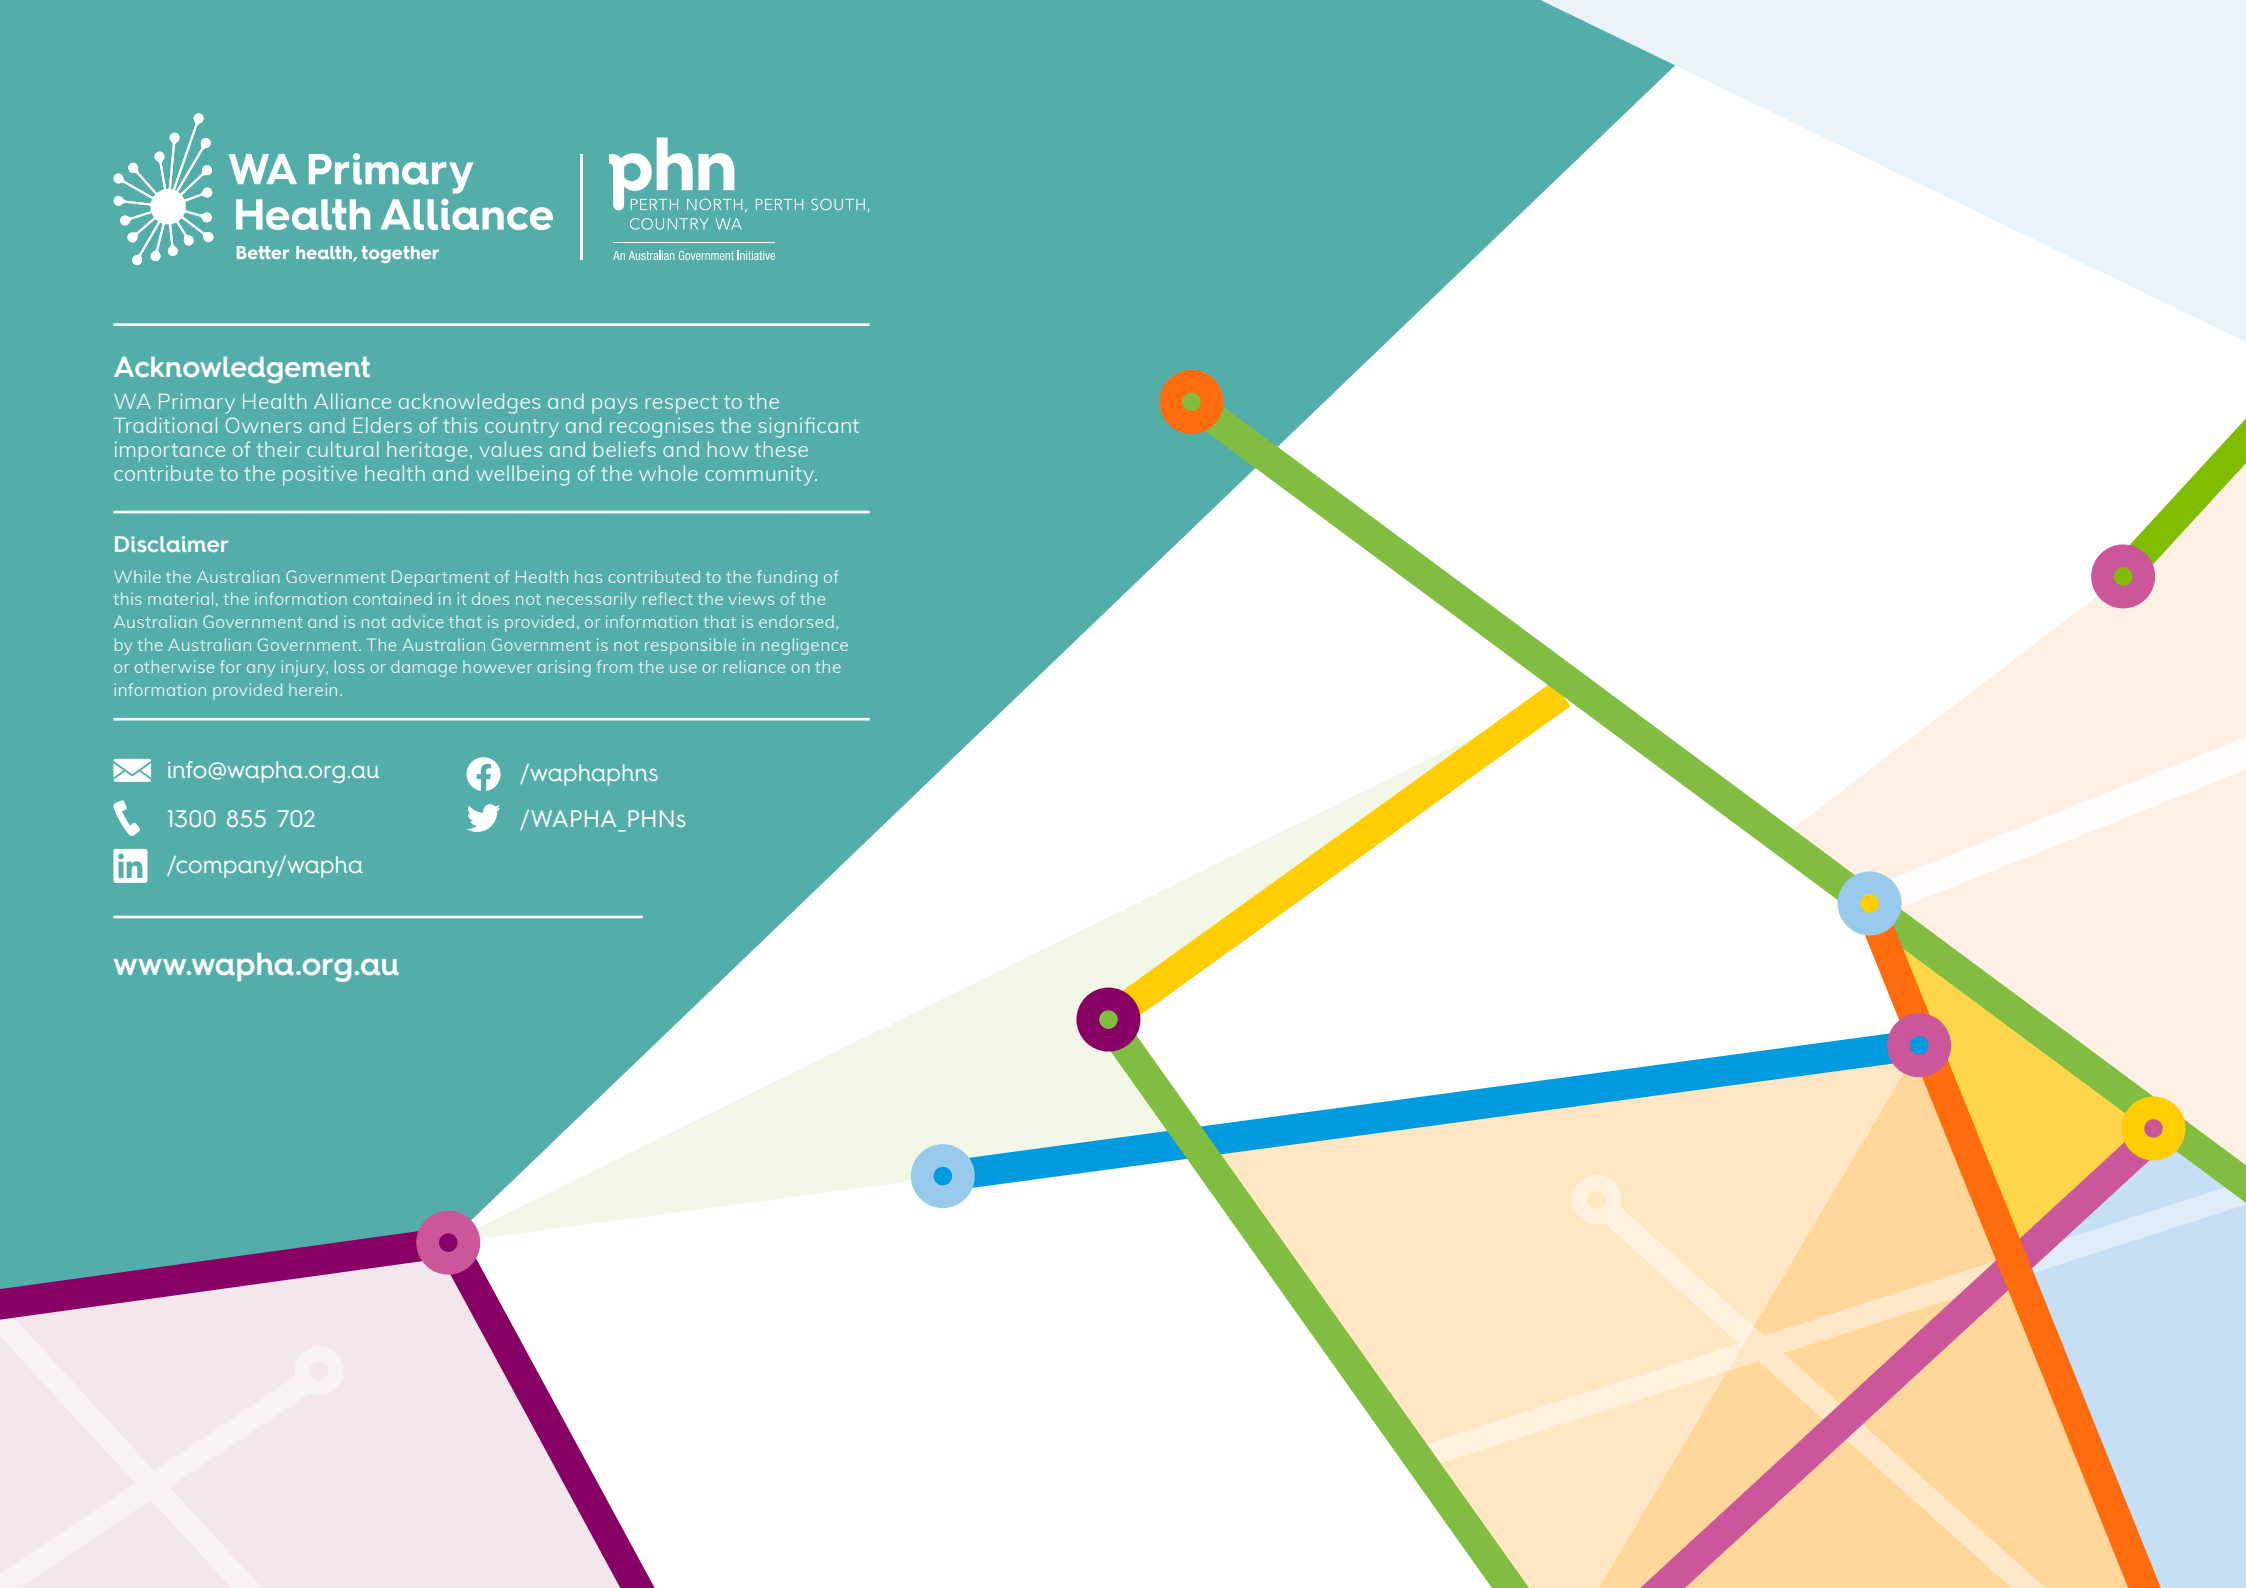 WA Primary
Health Alliance
Better health, together
phn
PERTH NORTH, PERTH SOUTH,
COUNTRY WA
An Australian Government Initiative
Acknowledgement
WA Primary Health Alliance acknowledges and pays respect to the
Traditional Owners and Elders of this country and recognises the significant
importance of their cultural heritage, values and beliefs and how these
contribute to the positive health and wellbeing of the whole community.
Disclaimer
While the Australian Government Department of Health has contributed to the funding of
this material, the information contained in it does not necessarily reflect the views of the
Australian Government and is not advice that is provided, or information that is endorsed,
by the Australian Government. The Australian Government is not responsible in negligence
or otherwise for any injury, loss or damage however arising from the use or reliance on the
information provided herein.
info@wapha.org.au
1300 855 702
/company/wapha
/waphaphns
/WAPHA_PHNs
www.wapha.org.au